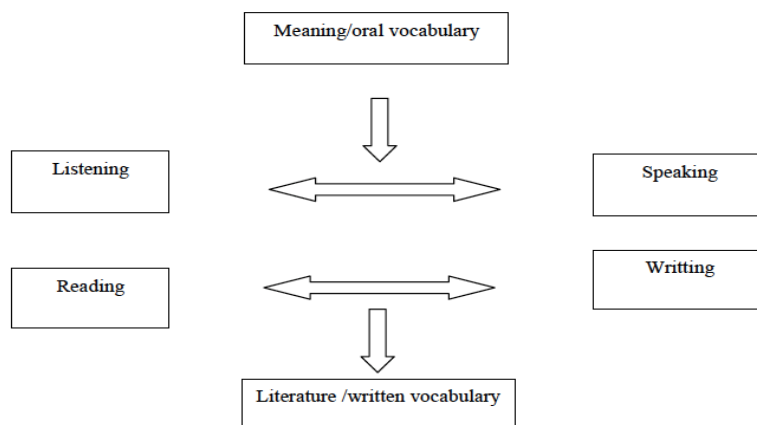 Meaning/oral vocabulary
Listening
Speaking
Reading
Writting
Literature /written vocabulary